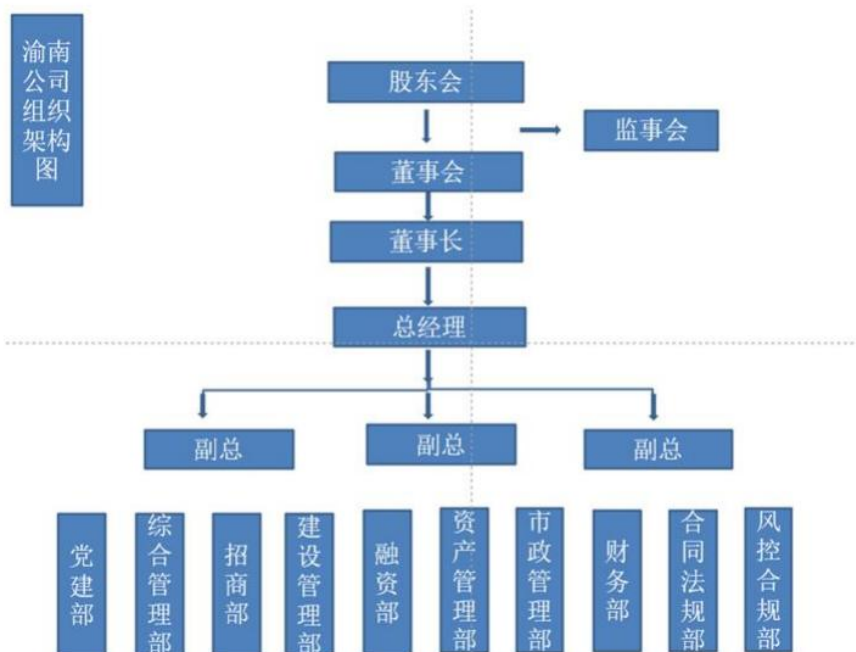 渝南
公司
组织
架构
图
股东会
监事会
董事会
董事长
总经理
副总
副总
副总
党建部
综合管理部
招商部
建设管理部
融资部
资产管理部
市政管理部
财务部
合同法规部
风控合规部